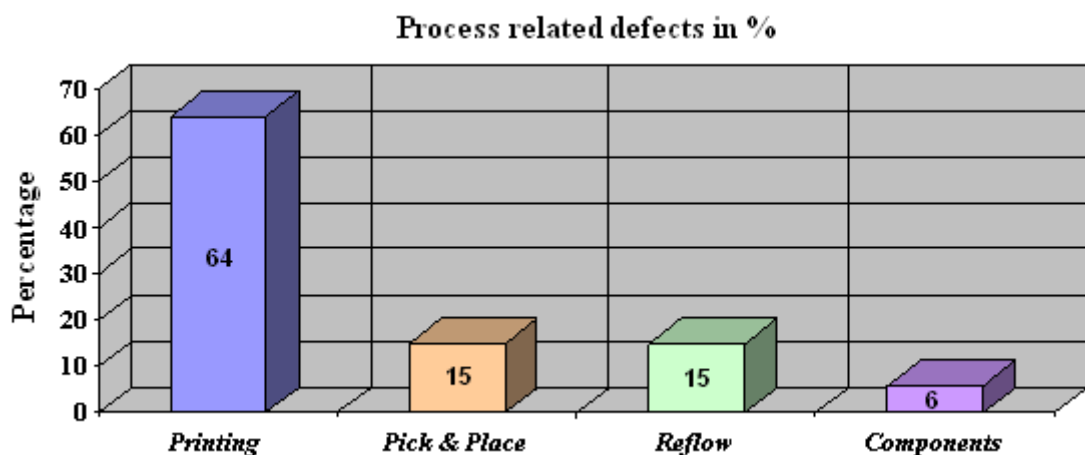 Process related defects in %
Percentage
70
60
50
40
30
20
10
0
64
15
15
6
Printing
Pick & Place
Reflow
Components